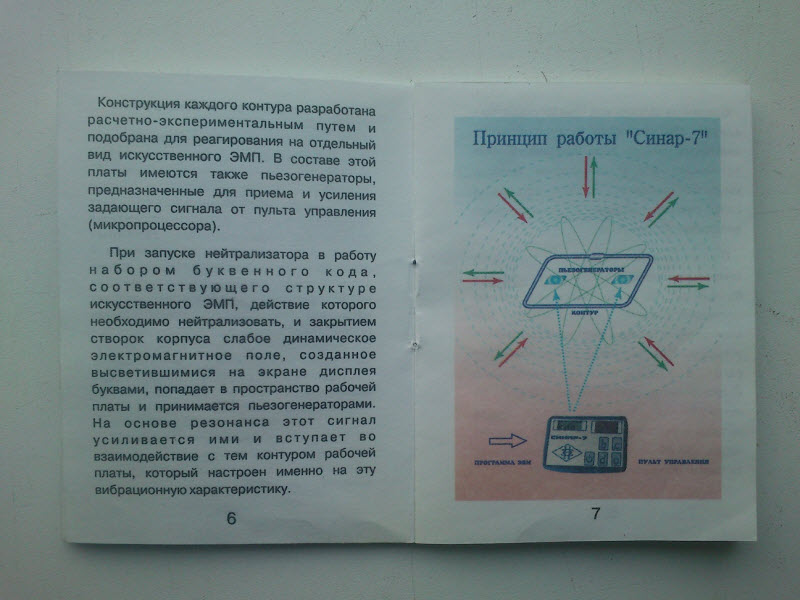 Конструкция каждого контура разработана
расчетно-экспериментальным путем и
подобрана для реагирования на отдельный
вид искусственного ЭМП. В составе этой
платы имеются также пьезогенераторы,
предназначенные для приема и усиления
задающего сигнала от пульта управления
(микропроцессора).
При запуске нейтрализатора в работу
набором буквенного кода,
соответствующего структуре
искусственного ЭМП, действие которого
необходимо нейтрализовать, и закрытием
створок корпуса слабое динамическое
электромагнитное поле, созданное
высветившимися на экране дисплея
буквами, попадает в пространство рабочей
платы и принимается пьезогенераторами.
На основе резонанса этот сигнал
усиливается ими и вступает во
взаимодействие с тем контуром рабочей
платы, который настроен именно на эту
вибрационную характеристику.
6
Принцип работы "Синар-7"
ПЬЕЗОГЕНЕРАТОРЫ
КОНТУР
СИНАР-7
ПРОГРАММА ЭВМ
ПУЛЬТ УПРАВЛЕНИЯ
7